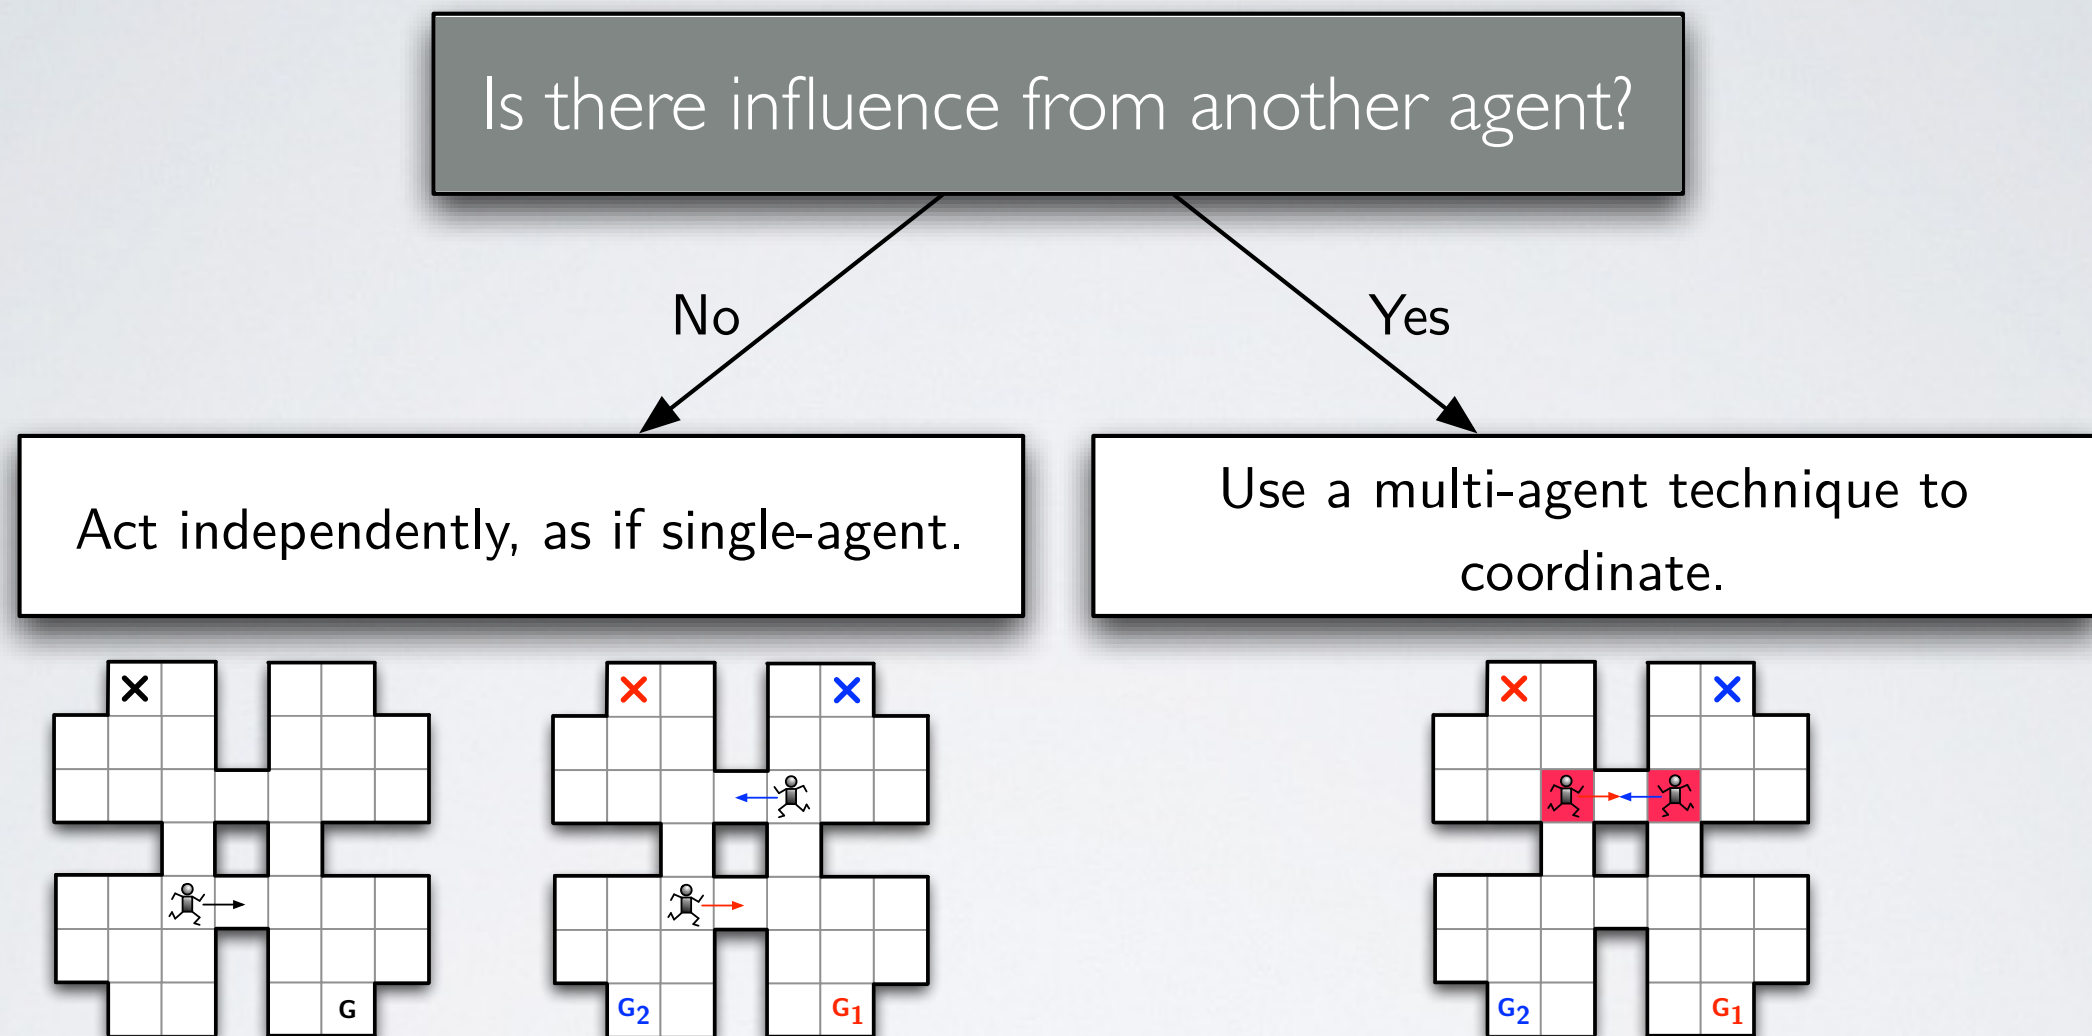 Is there influence from another agent?
No
Yes
Act independently, as if single-agent.
Use a multi-agent technique to
coordinate.
G
G2
G1
G2
G1